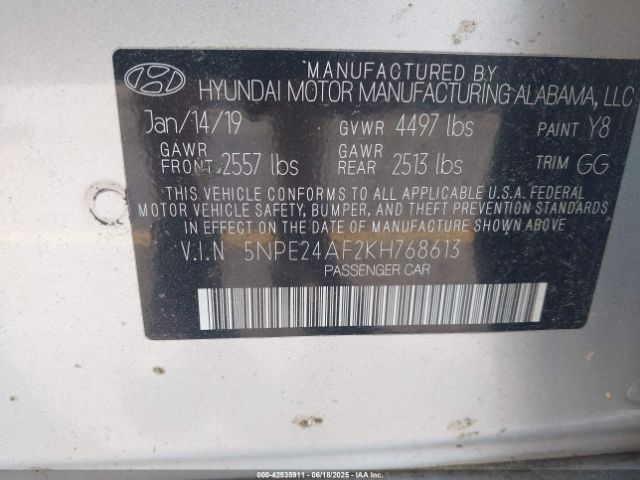 MANUFACTURED BY
HYUNDAI MOTOR MANUFACTURING ALABAMA, LLC
Jan/14/19 GVWR 4497 lbs PAINT Y8
GAWR FRONT 2557 lbs GAWR REAR 2513 lbs TRIM GG
THIS VEHICLE CONFORMS TO ALL APPLICABLE U.S.A. FEDERAL
MOTOR VEHICLE SAFETY, BUMPER, AND THEFT PREVENTION STANDARDS
IN EFFECT ON THE DATE OF MANUFACTURE SHOWN ABOVE
V.I.N 5NPE24AF2KH768613
PASSENGER CAR
000-42535911 - 06/18/2025 - IAA, Inc.